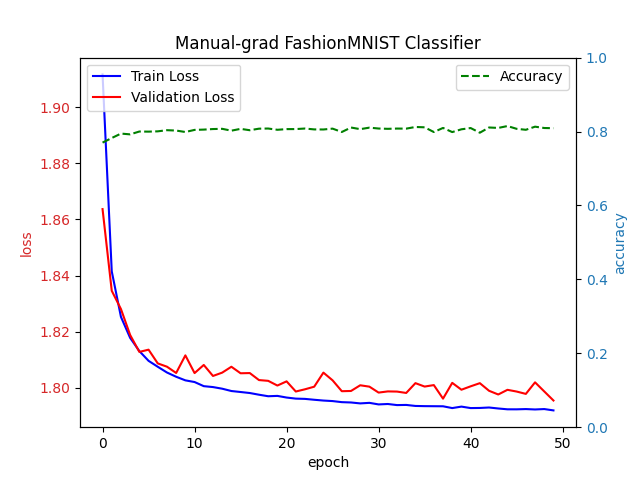 Manual-grad FashionMNIST Classifier
Train Loss
Validation Loss
Accuracy
1.90
1.88
1.86
1.84
1.82
1.80
loss
1.0
0.8
0.6
0.4
0.2
0.0
accuracy
0
10
20
30
40
50
epoch